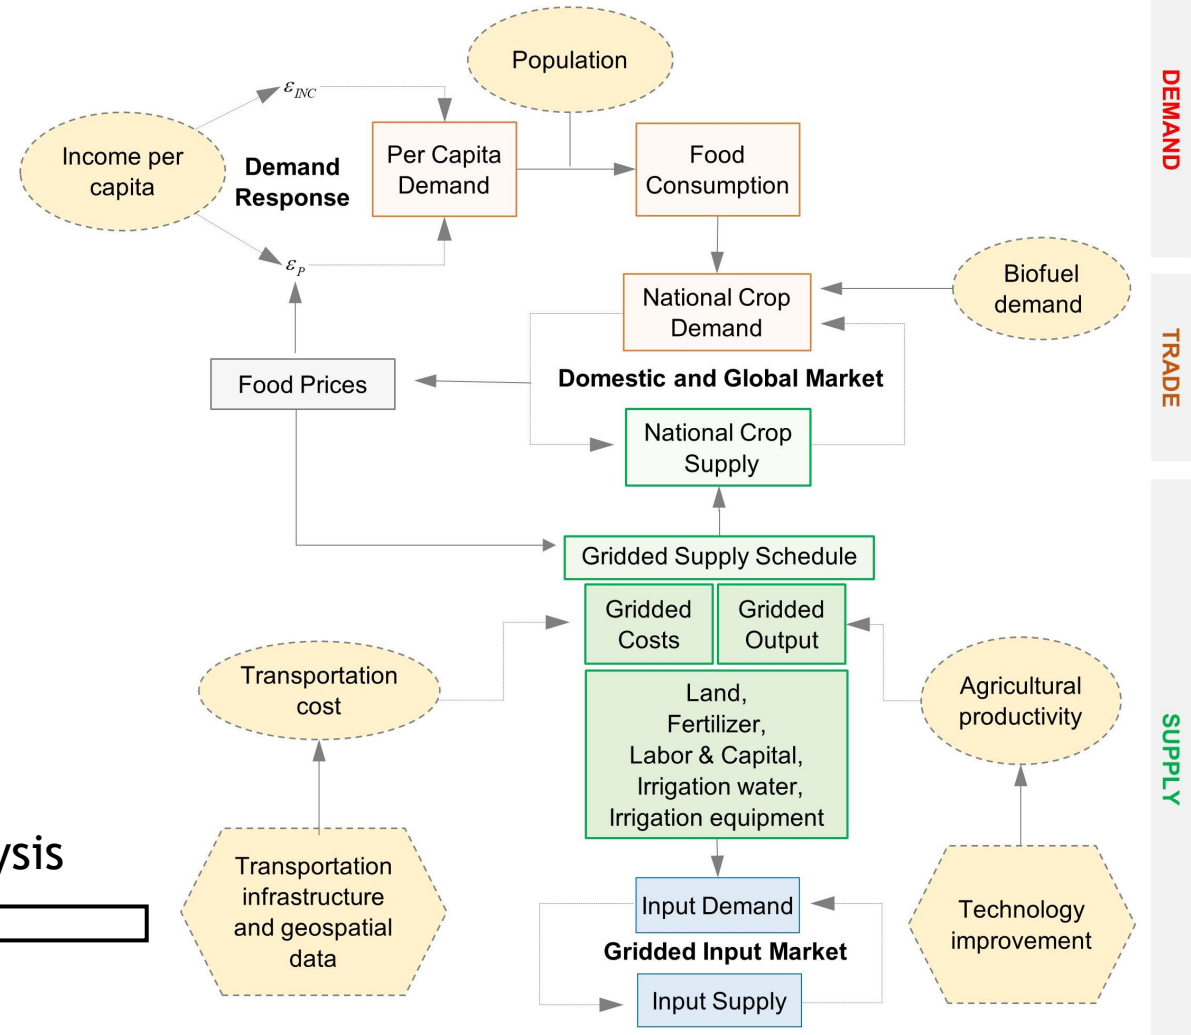 Population
DEMAND
ε_INC
Income per
capita
Demand
Response
Per Capita
Demand
Food
Consumption
ε_P
National Crop
Demand
Biofuel
demand
TRADE
Food Prices
Domestic and Global Market
National Crop
Supply
Gridded Supply Schedule
Gridded
Costs
Gridded
Output
Transportation
cost
Land,
Fertilizer,
Labor & Capital,
Irrigation water,
Irrigation equipment
Agricultural
productivity
SUPPLY
ysis
Transportation
infrastructure
and geospatial
data
Input Demand
Gridded Input Market
Input Supply
Technology
improvement